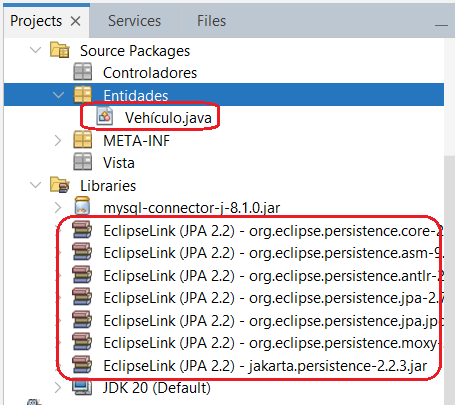 Projects × Services Files
Source Packages
Controladores
Entidades
Vehículo.java
META-INF
Vista
Libraries
mysql-connector-j-8.1.0.jar
EclipseLink (JPA 2.2) - org.eclipse.persistence.core-2
EclipseLink (JPA 2.2) - org.eclipse.persistence.asm-9.
EclipseLink (JPA 2.2) - org.eclipse.persistence.antlr-2
EclipseLink (JPA 2.2) - org.eclipse.persistence.jpa-2.7
EclipseLink (JPA 2.2) - org.eclipse.persistence.jpa.jpq
EclipseLink (JPA 2.2) - org.eclipse.persistence.moxy-
EclipseLink (JPA 2.2) - jakarta.persistence-2.2.3.jar
JDK 20 (Default)